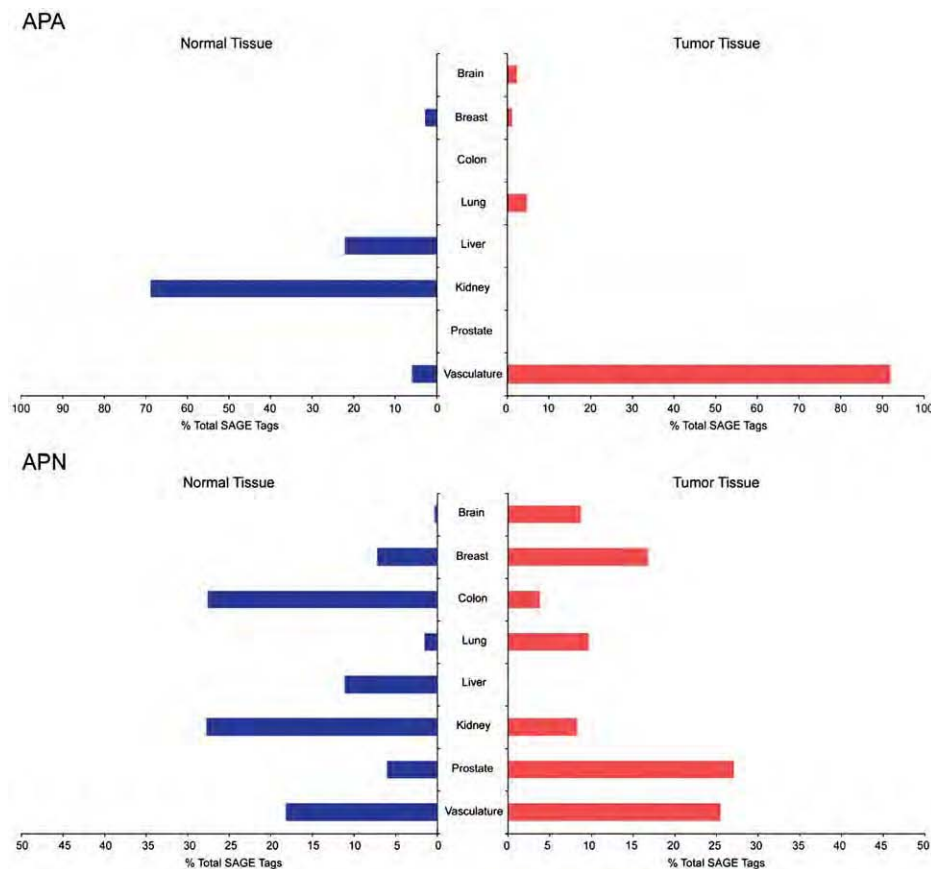 APA
Normal Tissue
Tumor Tissue
Brain
Breast
Colon
Lung
Liver
Kidney
Prostate
Vasculature
100 90 80 70 60 50 40 30 20 10 0
0 10 20 30 40 50 60 70 80 90 100
% Total SAGE Tags
% Total SAGE Tags
APN
Normal Tissue
Tumor Tissue
Brain
Breast
Colon
Lung
Liver
Kidney
Prostate
Vasculature
50 45 40 35 30 25 20 15 10 5 0
0 5 10 15 20 25 30 35 40 45 50
% Total SAGE Tags
% Total SAGE Tags